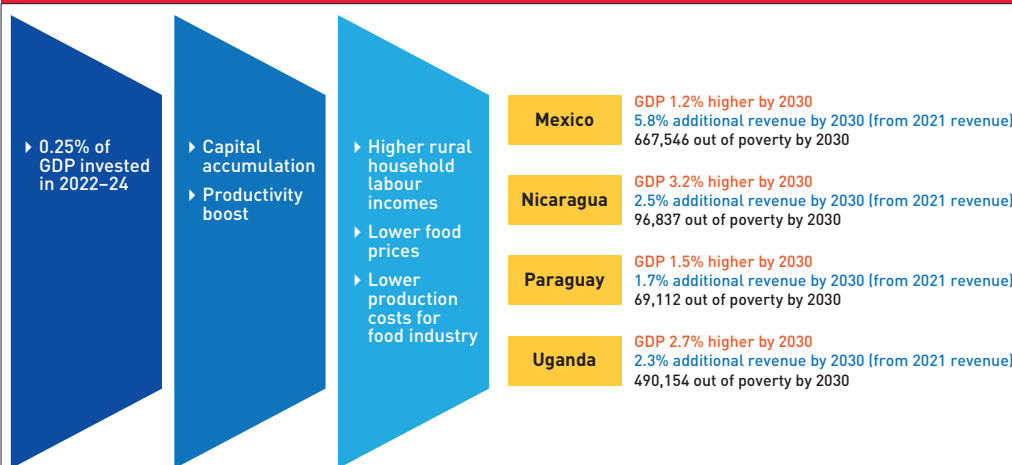 0.25% of
GDP invested
in 2022–24
Capital
accumulation
Productivity
boost
Higher rural
household
labour
incomes
Lower food
prices
Lower
production
costs for
food industry
Mexico
GDP 1.2% higher by 2030
5.8% additional revenue by 2030 (from 2021 revenue)
667,546 out of poverty by 2030
Nicaragua
GDP 3.2% higher by 2030
2.5% additional revenue by 2030 (from 2021 revenue)
96,837 out of poverty by 2030
Paraguay
GDP 1.5% higher by 2030
1.7% additional revenue by 2030 (from 2021 revenue)
69,112 out of poverty by 2030
Uganda
GDP 2.7% higher by 2030
2.3% additional revenue by 2030 (from 2021 revenue)
490,154 out of poverty by 2030